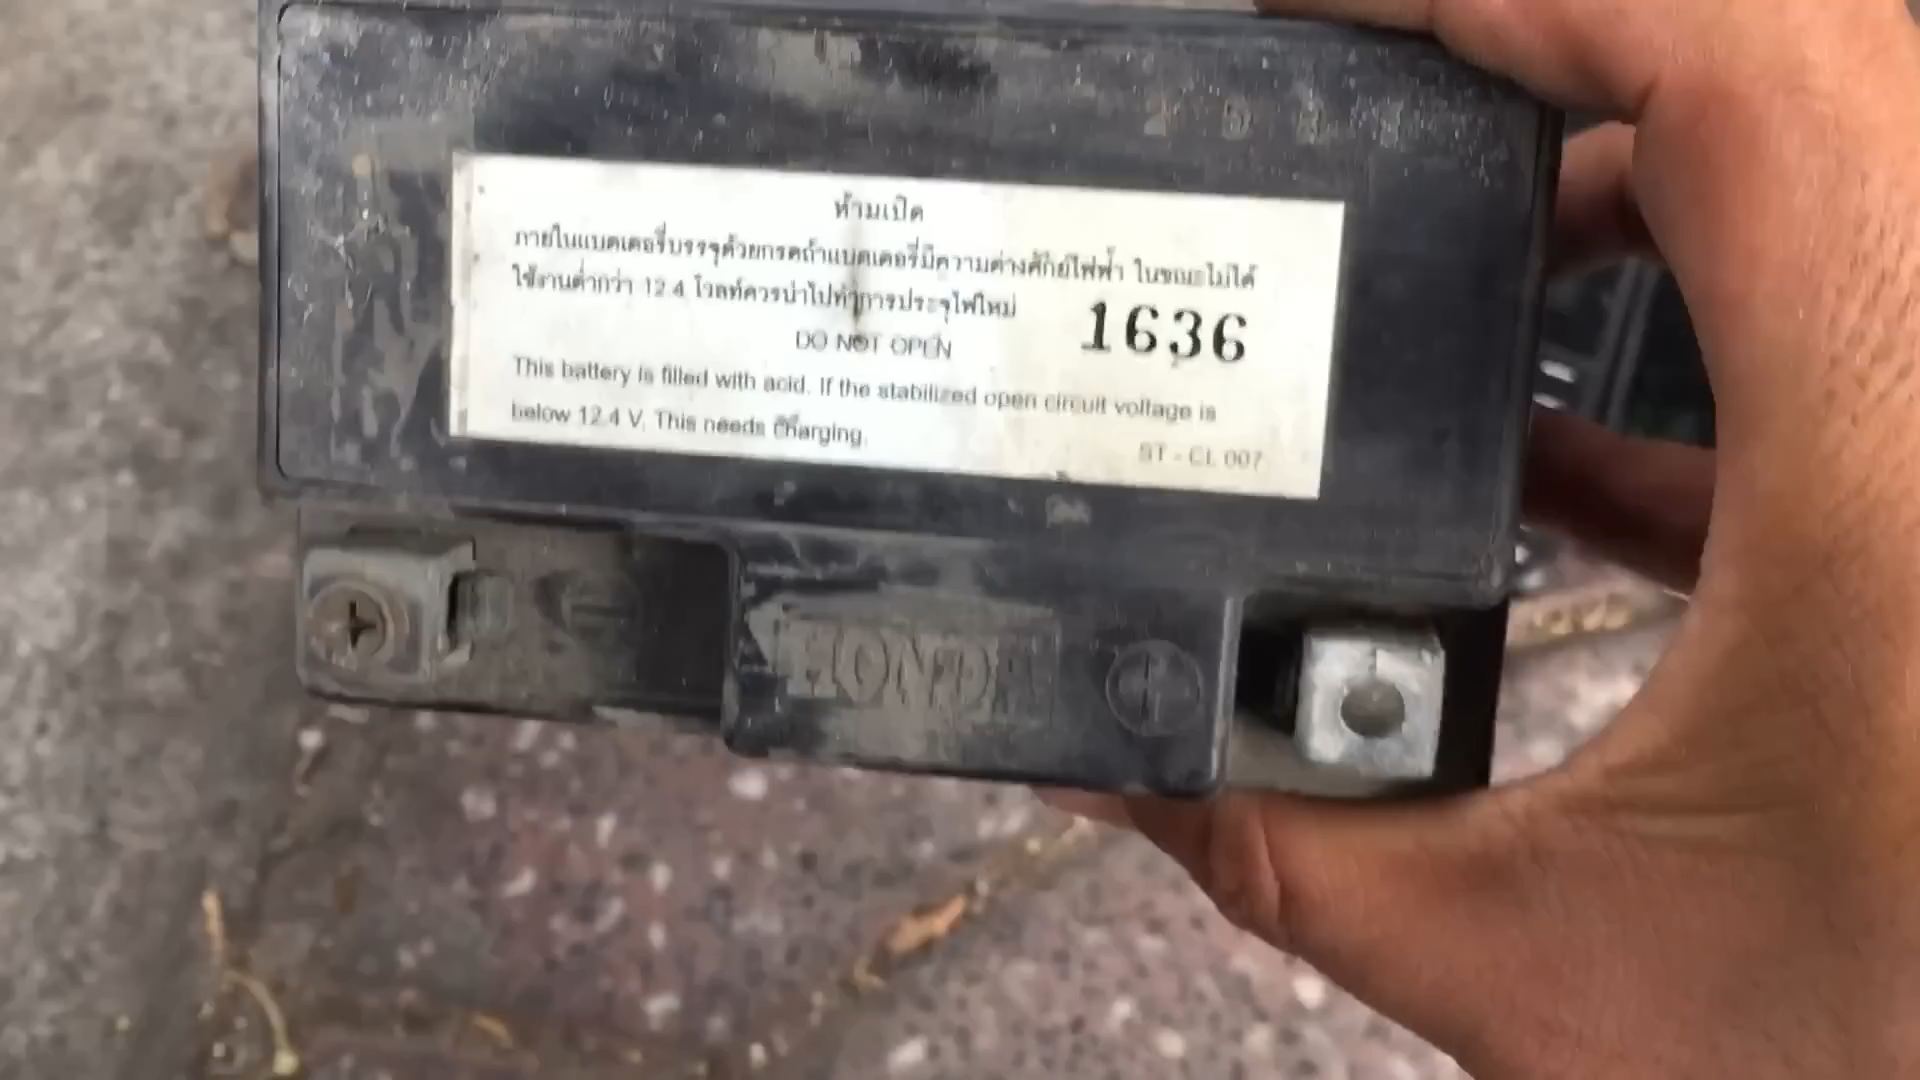 ห้ามเปิด
ภายในแบตเตอรี่บรรจุด้วยกรดถ้าแบตเตอรี่มีความต่างศักย์ไฟฟ้า ในขณะไม่ได้
ใช้งานต่ำกว่า 12.4 โวลท์ควรนำไปทำการประจุไฟใหม่
1636
DO NOT OPEN
This battery is filled with acid. If the stabilized open circuit voltage is
below 12.4 V. This needs charging.
ST - CL 007
HONDA